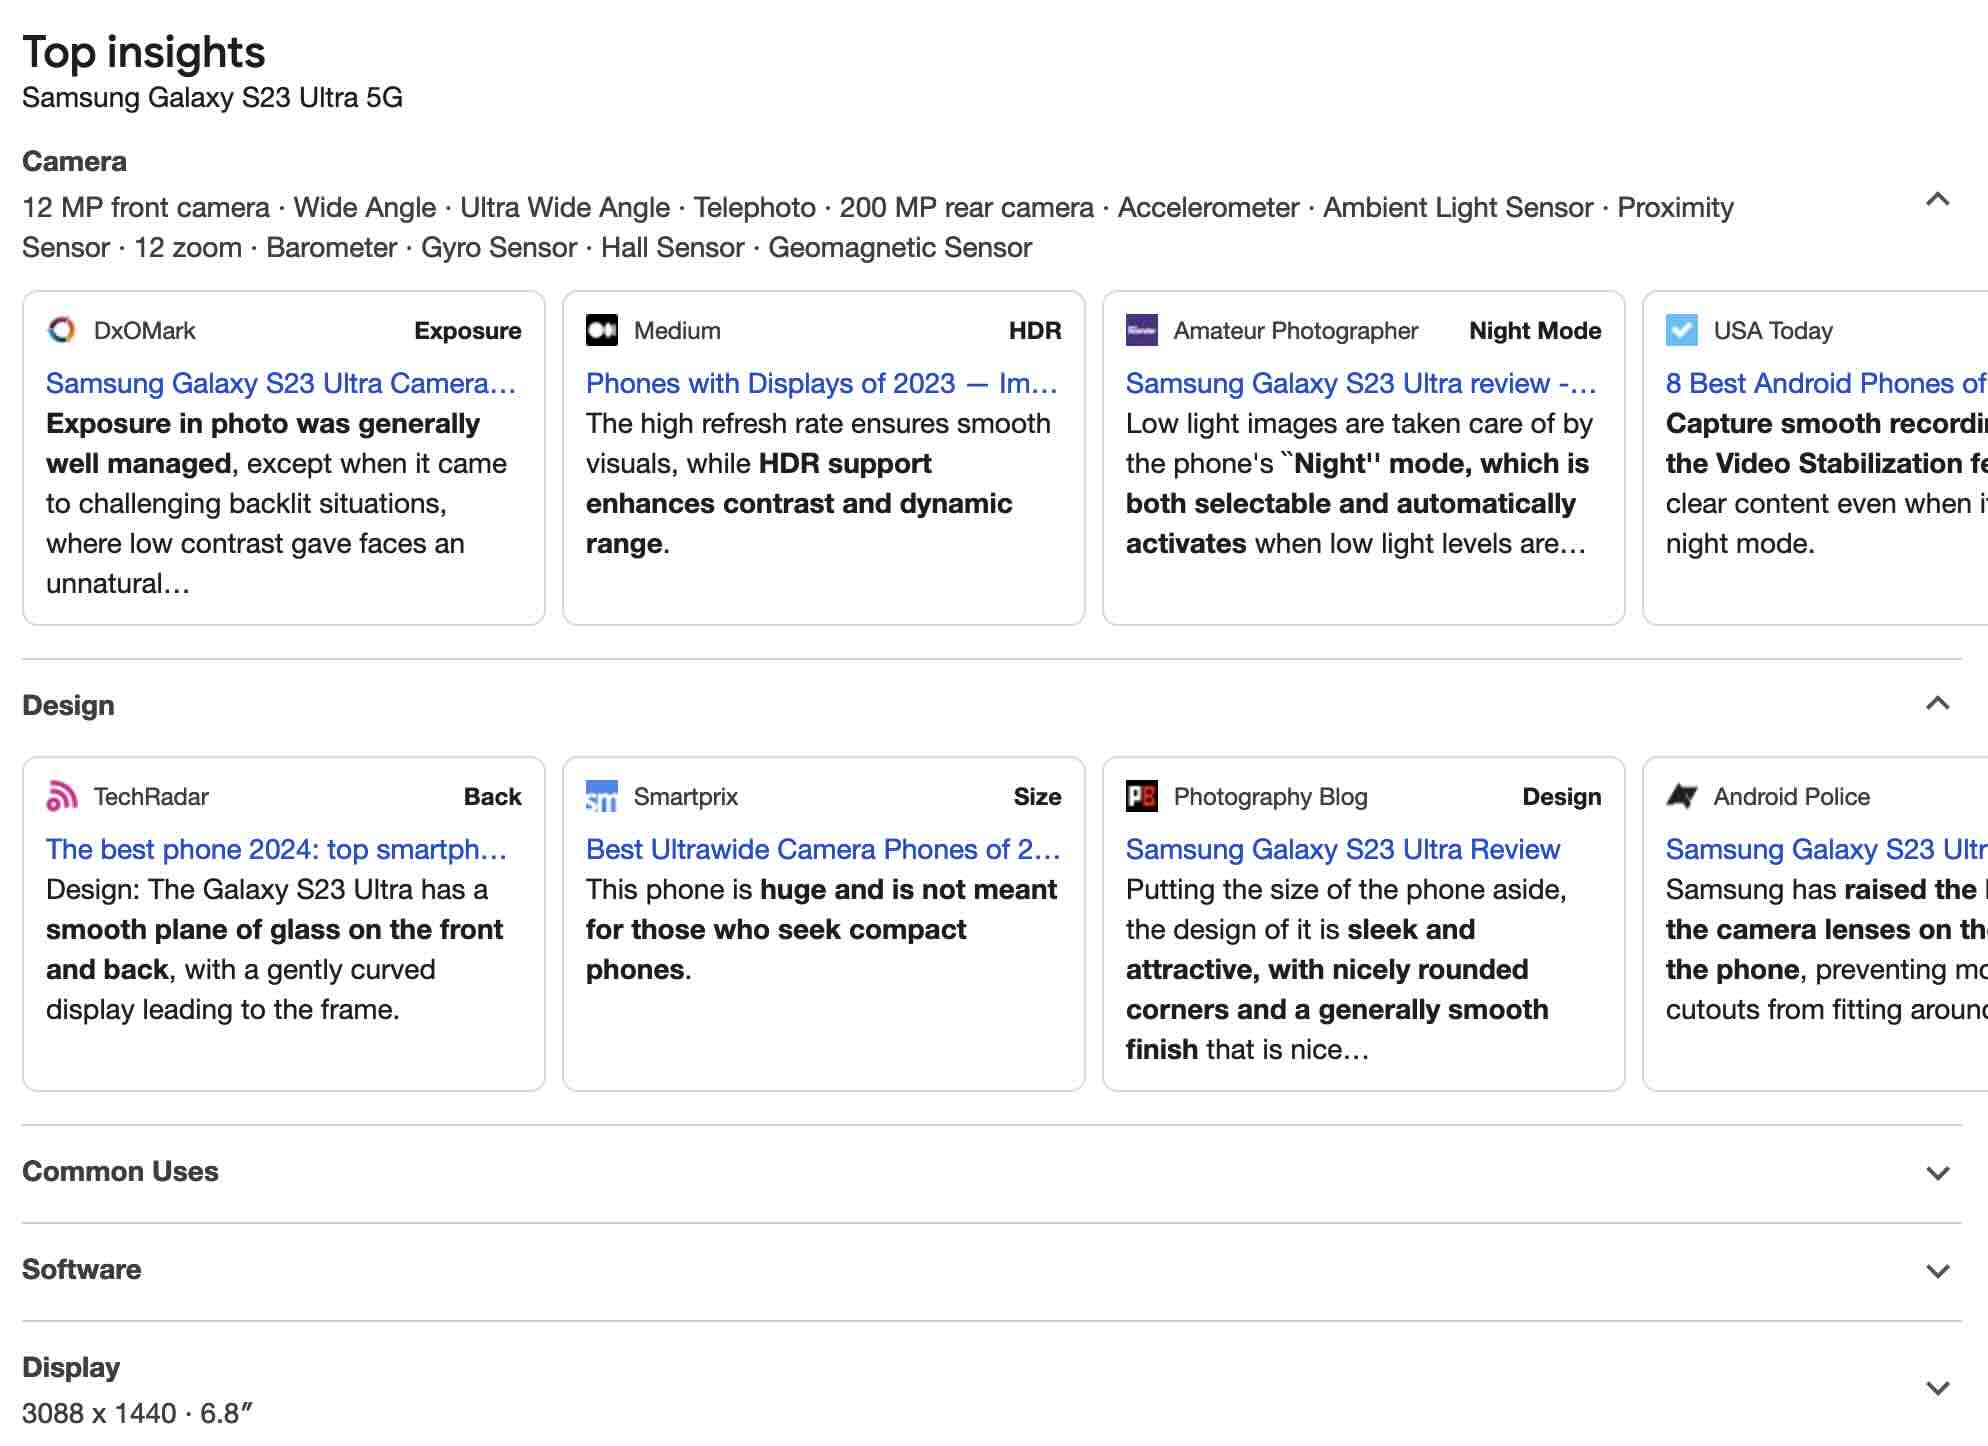 Top insights
Samsung Galaxy S23 Ultra 5G
Camera
12 MP front camera · Wide Angle · Ultra Wide Angle · Telephoto · 200 MP rear camera · Accelerometer · Ambient Light Sensor · Proximity
Sensor · 12 zoom · Barometer · Gyro Sensor · Hall Sensor · Geomagnetic Sensor
DxOMark Exposure
Samsung Galaxy S23 Ultra Camera…
Exposure in photo was generally
well managed, except when it came
to challenging backlit situations,
where low contrast gave faces an
unnatural…
Medium HDR
Phones with Displays of 2023 — Im…
The high refresh rate ensures smooth
visuals, while HDR support
enhances contrast and dynamic
range.
Amateur Photographer Night Mode
Samsung Galaxy S23 Ultra review -…
Low light images are taken care of by
the phone's ``Night'' mode, which is
both selectable and automatically
activates when low light levels are…
USA Today
8 Best Android Phones of
Capture smooth recordin
the Video Stabilization fe
clear content even when i
night mode.
Design
TechRadar Back
The best phone 2024: top smartph…
Design: The Galaxy S23 Ultra has a
smooth plane of glass on the front
and back, with a gently curved
display leading to the frame.
sm Smartprix Size
Best Ultrawide Camera Phones of 2…
This phone is huge and is not meant
for those who seek compact
phones.
PB Photography Blog Design
Samsung Galaxy S23 Ultra Review
Putting the size of the phone aside,
the design of it is sleek and
attractive, with nicely rounded
corners and a generally smooth
finish that is nice…
Android Police
Samsung Galaxy S23 Ultr
Samsung has raised the
the camera lenses on th
the phone, preventing mo
cutouts from fitting around
Common Uses
Software
Display
3088 x 1440 · 6.8″